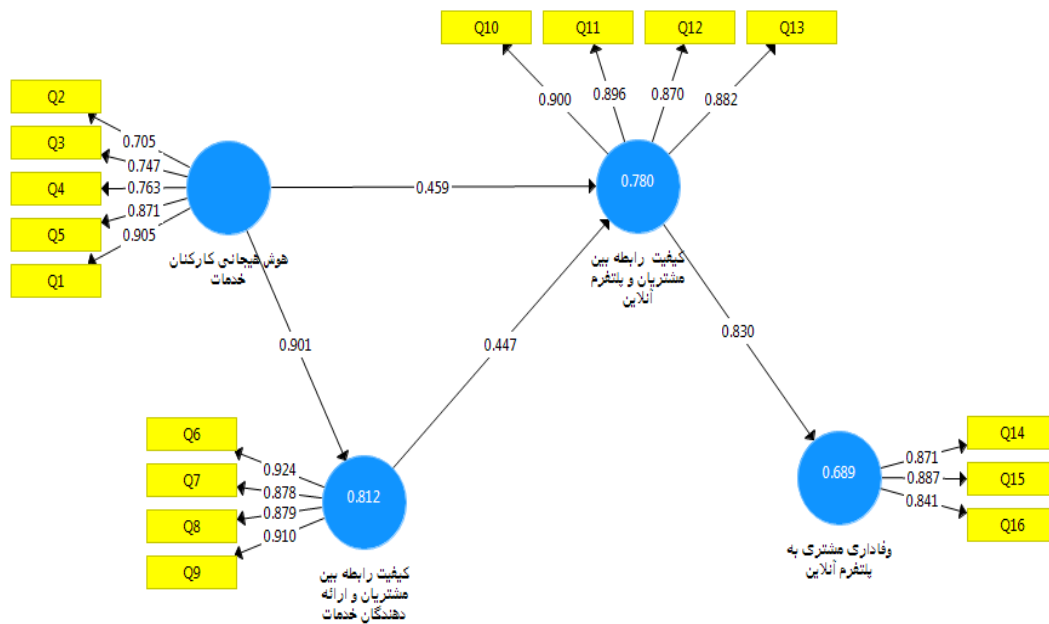 Q10
Q11
Q12
Q13
0.900
0.896
0.870
0.882
Q2
Q3
Q4
Q5
Q1
0.705
0.747
0.763
0.871
0.905
هوش هیجانی کارکنان
خدمات
0.459
0.780
کیفیت رابطه بین
مشتریان و پلتفرم
آنلاین
0.901
0.447
0.830
Q6
Q7
Q8
Q9
0.924
0.878
0.879
0.910
0.812
کیفیت رابطه بین
مشتریان و ارائه
دهندگان خدمات
0.689
0.871
0.887
0.841
Q14
Q15
Q16
وفاداری مشتری به
پلتفرم آنلاین